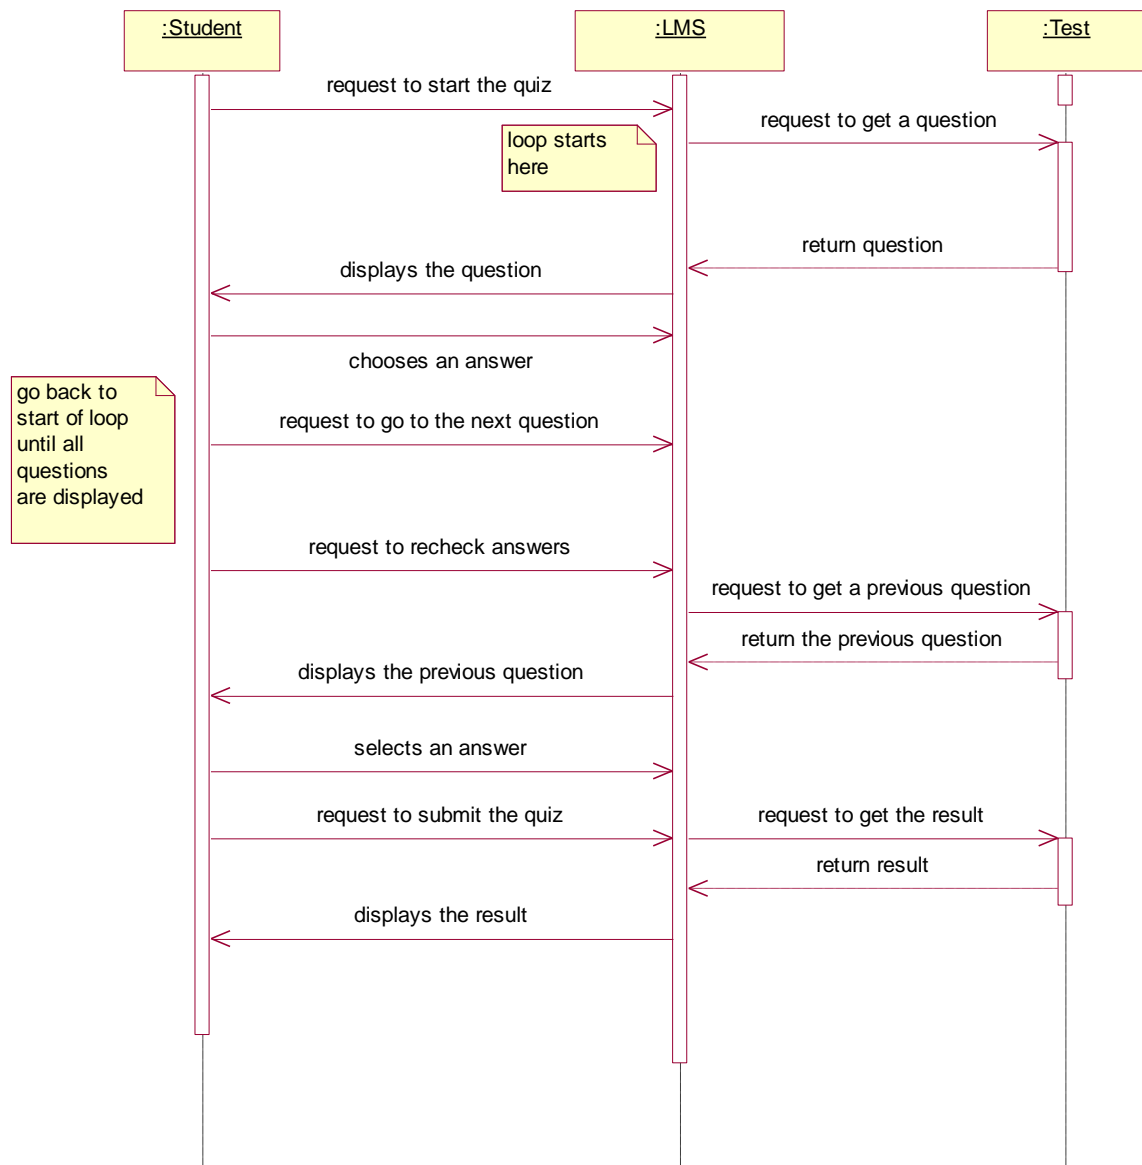 :Student
:LMS
:Test
request to start the quiz
request to get a question
loop starts
here
return question
displays the question
chooses an answer
go back to
start of loop
until all
questions
are displayed
request to go to the next question
request to recheck answers
request to get a previous question
return the previous question
displays the previous question
selects an answer
request to submit the quiz
request to get the result
return result
displays the result